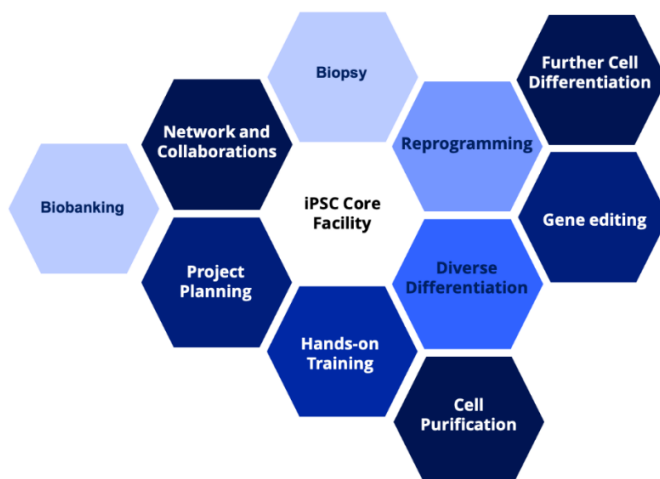 Biopsy
Further Cell
Differentiation
Network and
Collaborations
Reprogramming
Biobanking
iPSC Core
Facility
Gene editing
Project
Planning
Diverse
Differentiation
Hands-on
Training
Cell
Purification